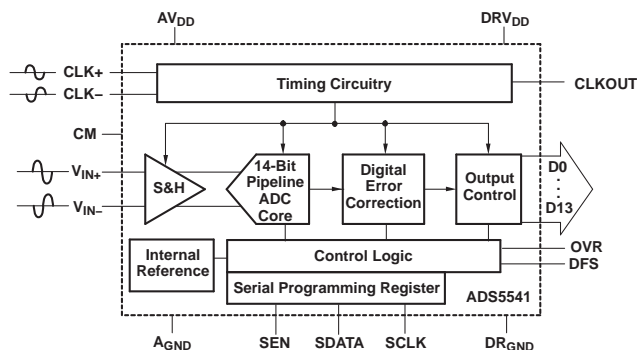 AVDD
DRVDD
CLK+
CLK−
Timing Circuitry
CLKOUT
CM
VIN+
VIN−
S&H
14-Bit
Pipeline
ADC
Core
Digital
Error
Correction
Output
Control
D0
.
.
.
.
D13
Internal
Reference
Control Logic
OVR
DFS
Serial Programming Register
ADS5541
AGND
SEN
SDATA
SCLK
DRGND